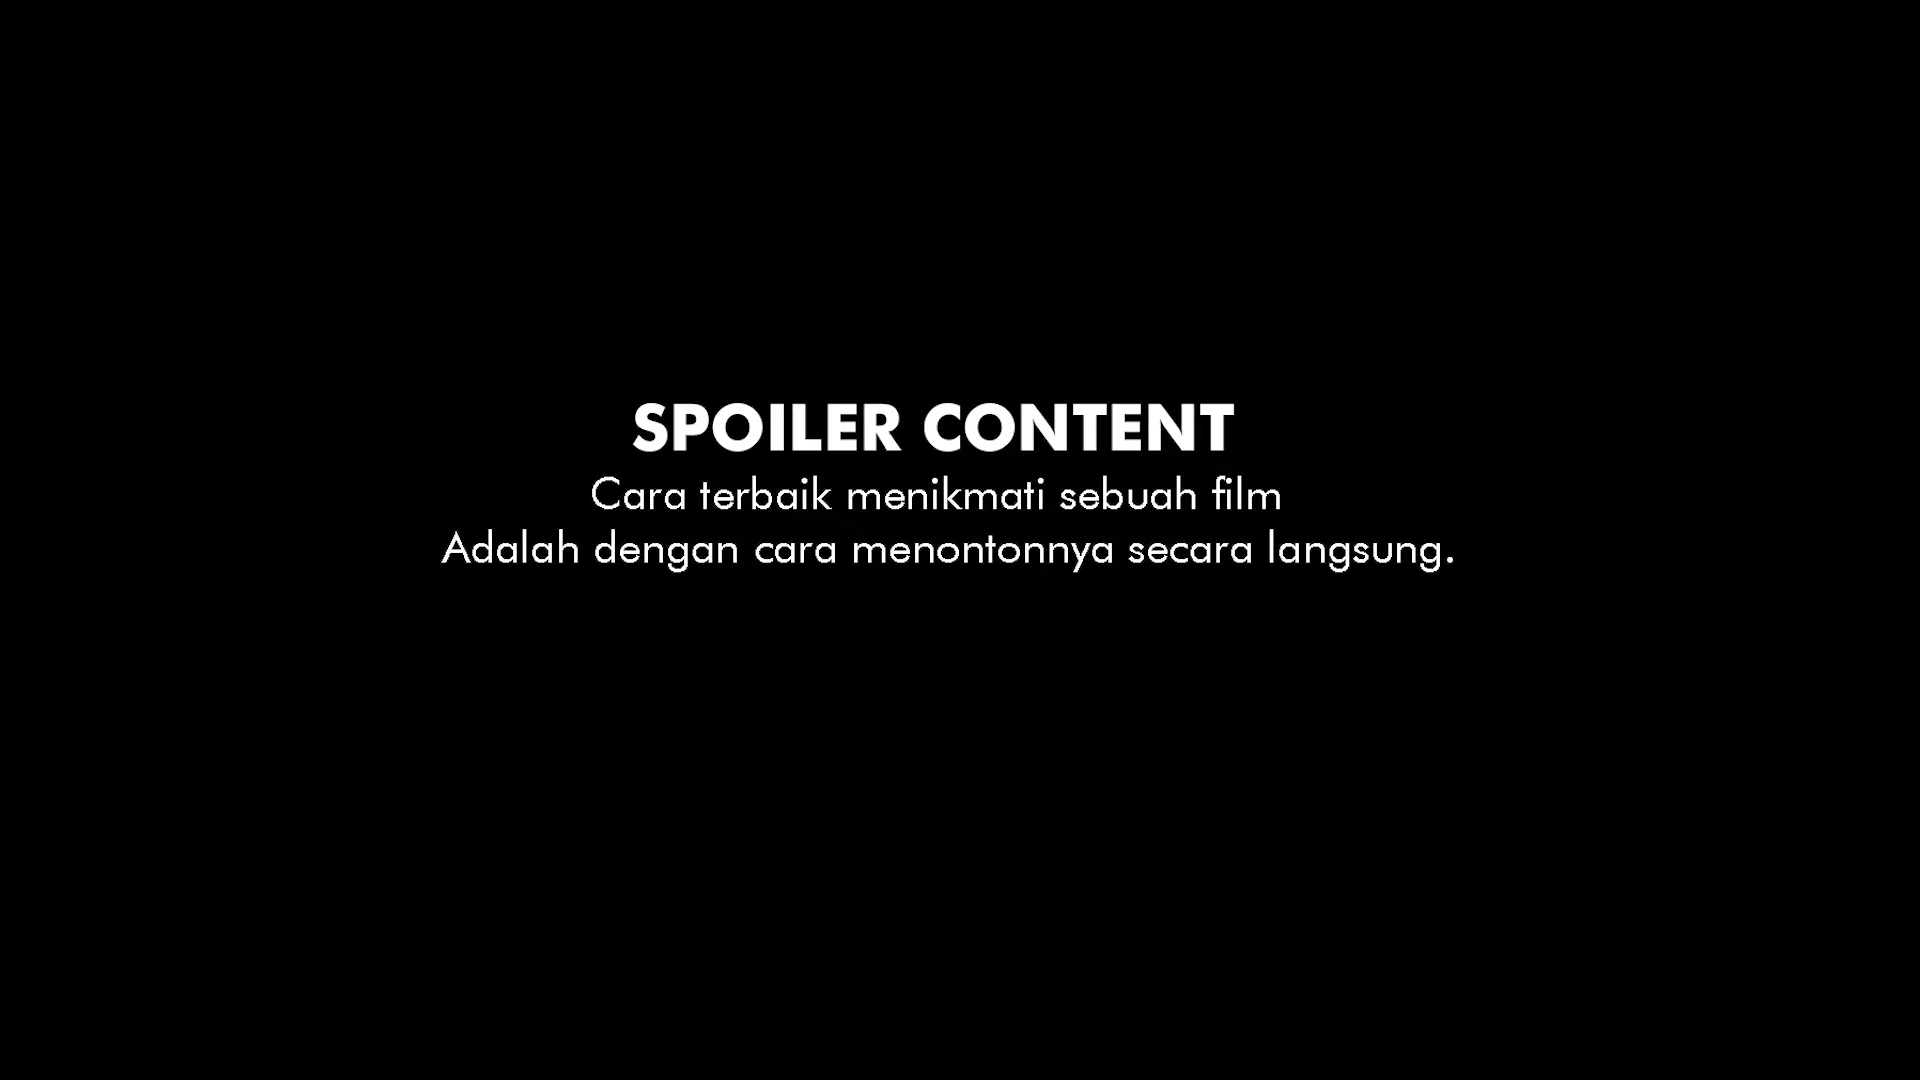 SPOILER CONTENT
Cara terbaik menikmati sebuah film
Adalah dengan cara menontonnya secara langsung.